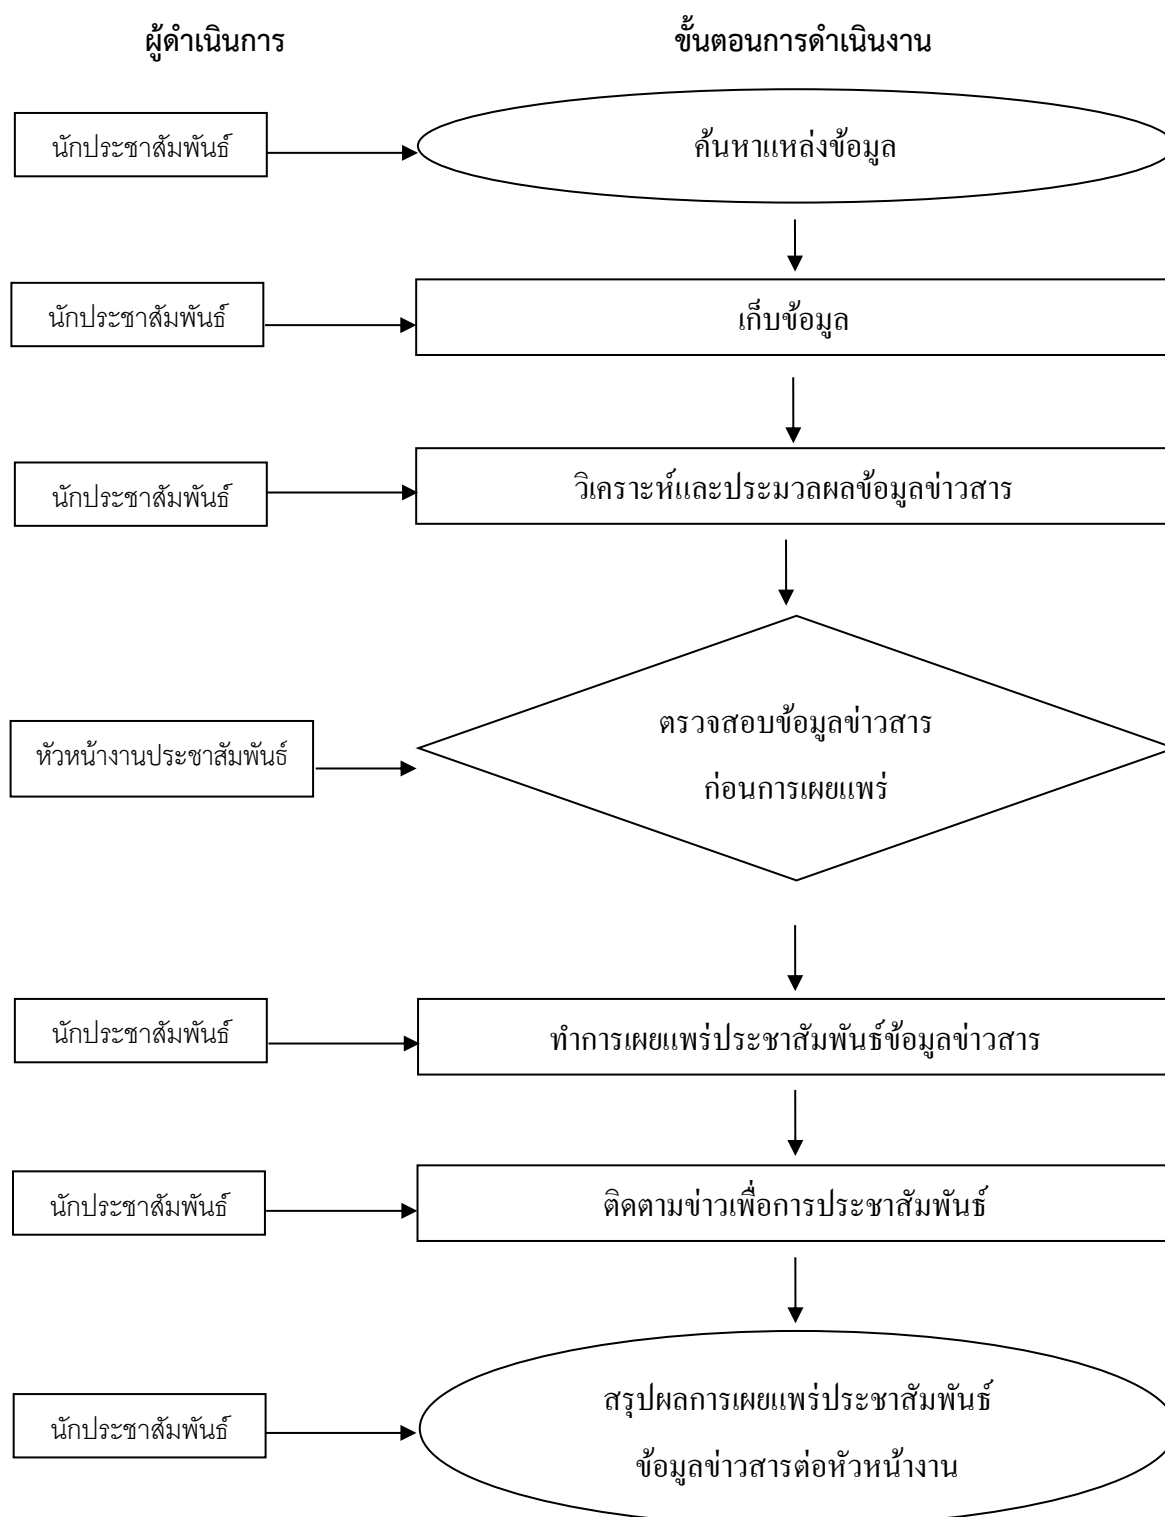 ผู้ดำเนินการ
ขั้นตอนการดำเนินงาน
นักประชาสัมพันธ์
ค้นหาแหล่งข้อมูล
นักประชาสัมพันธ์
เก็บข้อมูล
นักประชาสัมพันธ์
วิเคราะห์และประมวลผลข้อมูลข่าวสาร
หัวหน้างานประชาสัมพันธ์
ตรวจสอบข้อมูลข่าวสาร
ก่อนการเผยแพร่
นักประชาสัมพันธ์
ทำการเผยแพร่ประชาสัมพันธ์ข้อมูลข่าวสาร
นักประชาสัมพันธ์
ติดตามข่าวเพื่อการประชาสัมพันธ์
นักประชาสัมพันธ์
สรุปผลการเผยแพร่ประชาสัมพันธ์
ข้อมูลข่าวสารต่อหัวหน้างาน